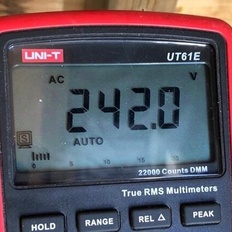 UNI-T UT61E
AC V
242.0
S AUTO
0 5 10 15 20
22000 Counts DMM
True RMS Multimeters
HOLD RANGE REL △ PEAK